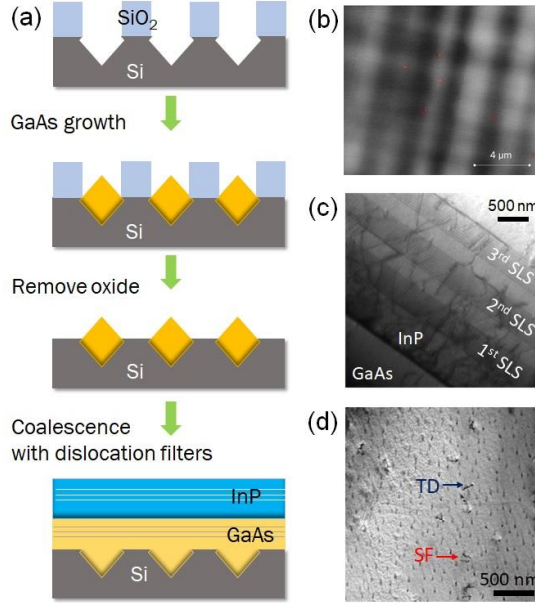 (a)
SiO₂
Si
GaAs growth
Si
Remove oxide
Si
Coalescence
with dislocation filters
InP
GaAs
Si
(b)
4 μm
(c)
500 nm
3rd SLS
2nd SLS
1st SLS
InP
GaAs
(d)
TD
SF
500 nm